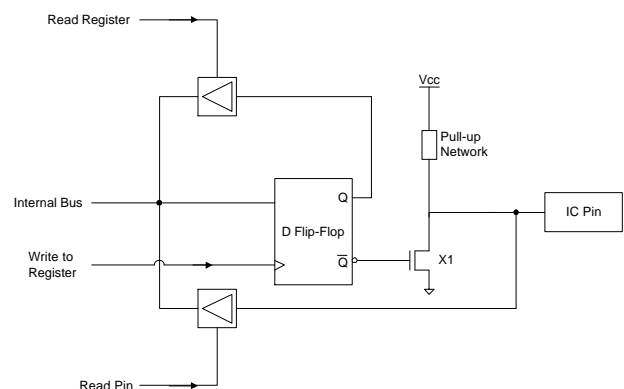 Read Register
Vcc
Pull-up
Network
Internal Bus
Q
D Flip-Flop
IC Pin
Write to
Register
Q
X1
Read Pin